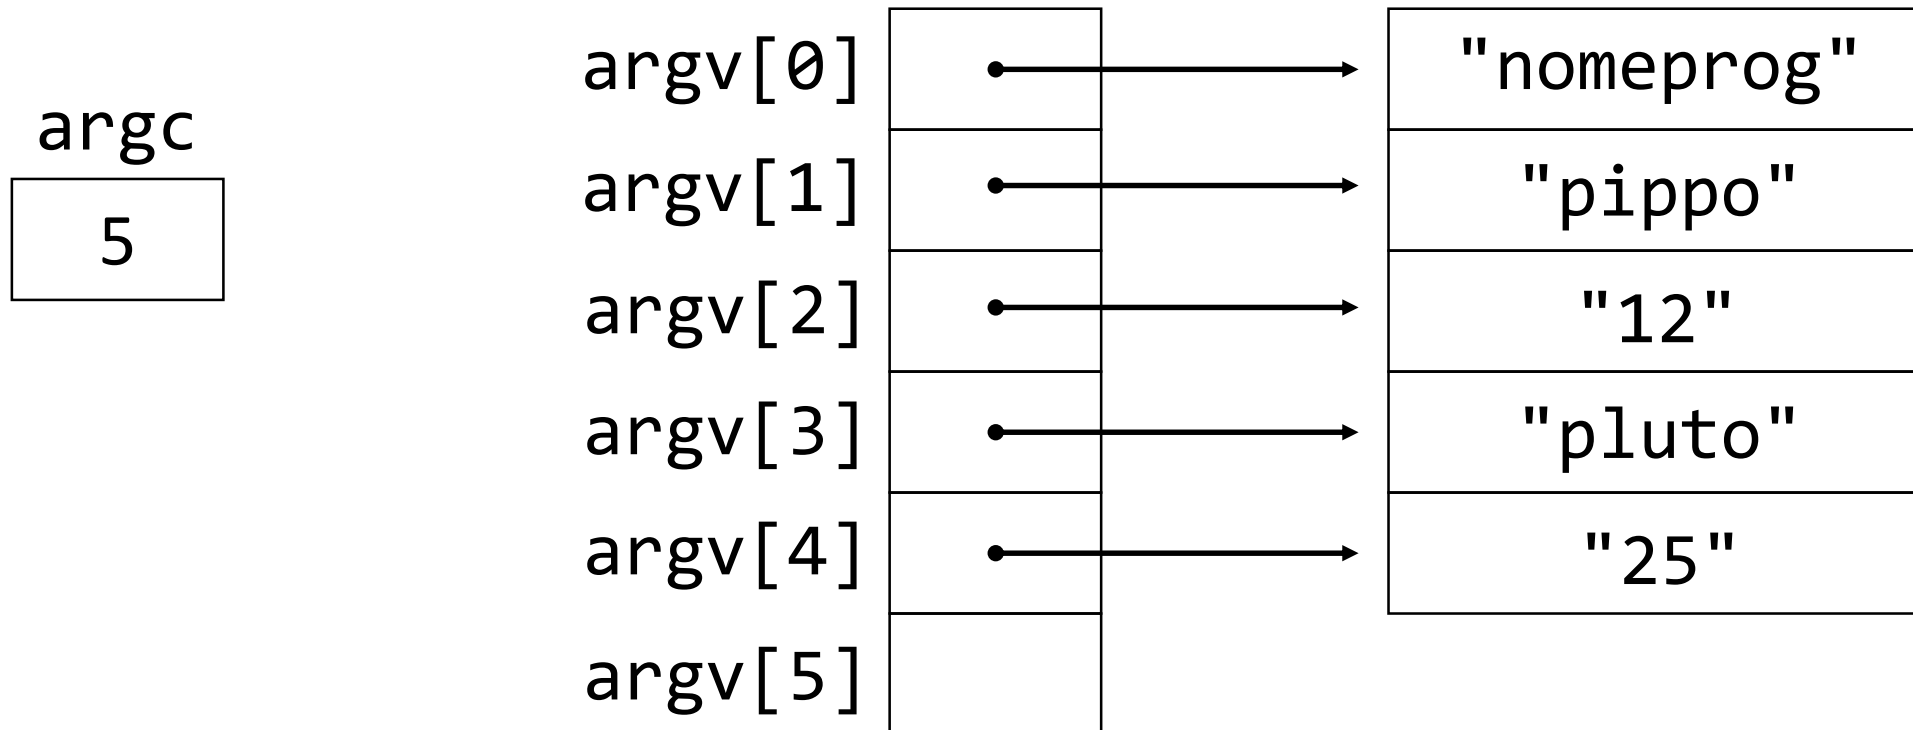 argc
5
argv[0] "nomeprog"
argv[1] "pippo"
argv[2] "12"
argv[3] "pluto"
argv[4] "25"
argv[5]